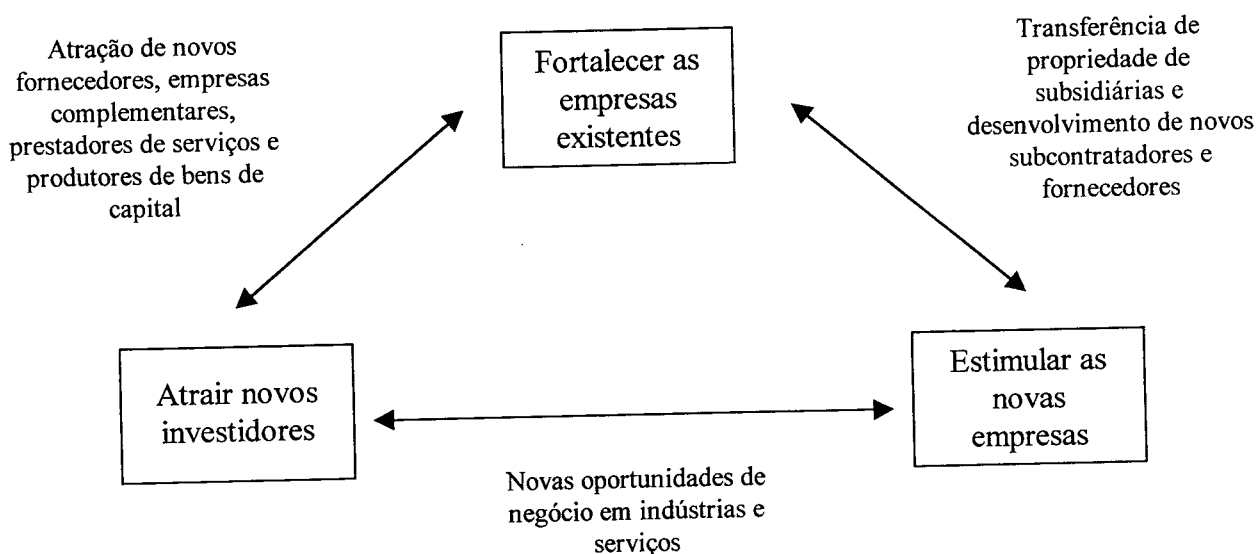 Atração de novos
fornecedores, empresas
complementares,
prestadores de serviços e
produtores de bens de
capital
Fortalecer as
empresas
existentes
Transferência de
propriedade de
subsidiárias e
desenvolvimento de novos
subcontratadores e
fornecedores
Atrair novos
investidores
Estimular as
novas
empresas
Novas oportunidades de
negócio em indústrias e
serviços